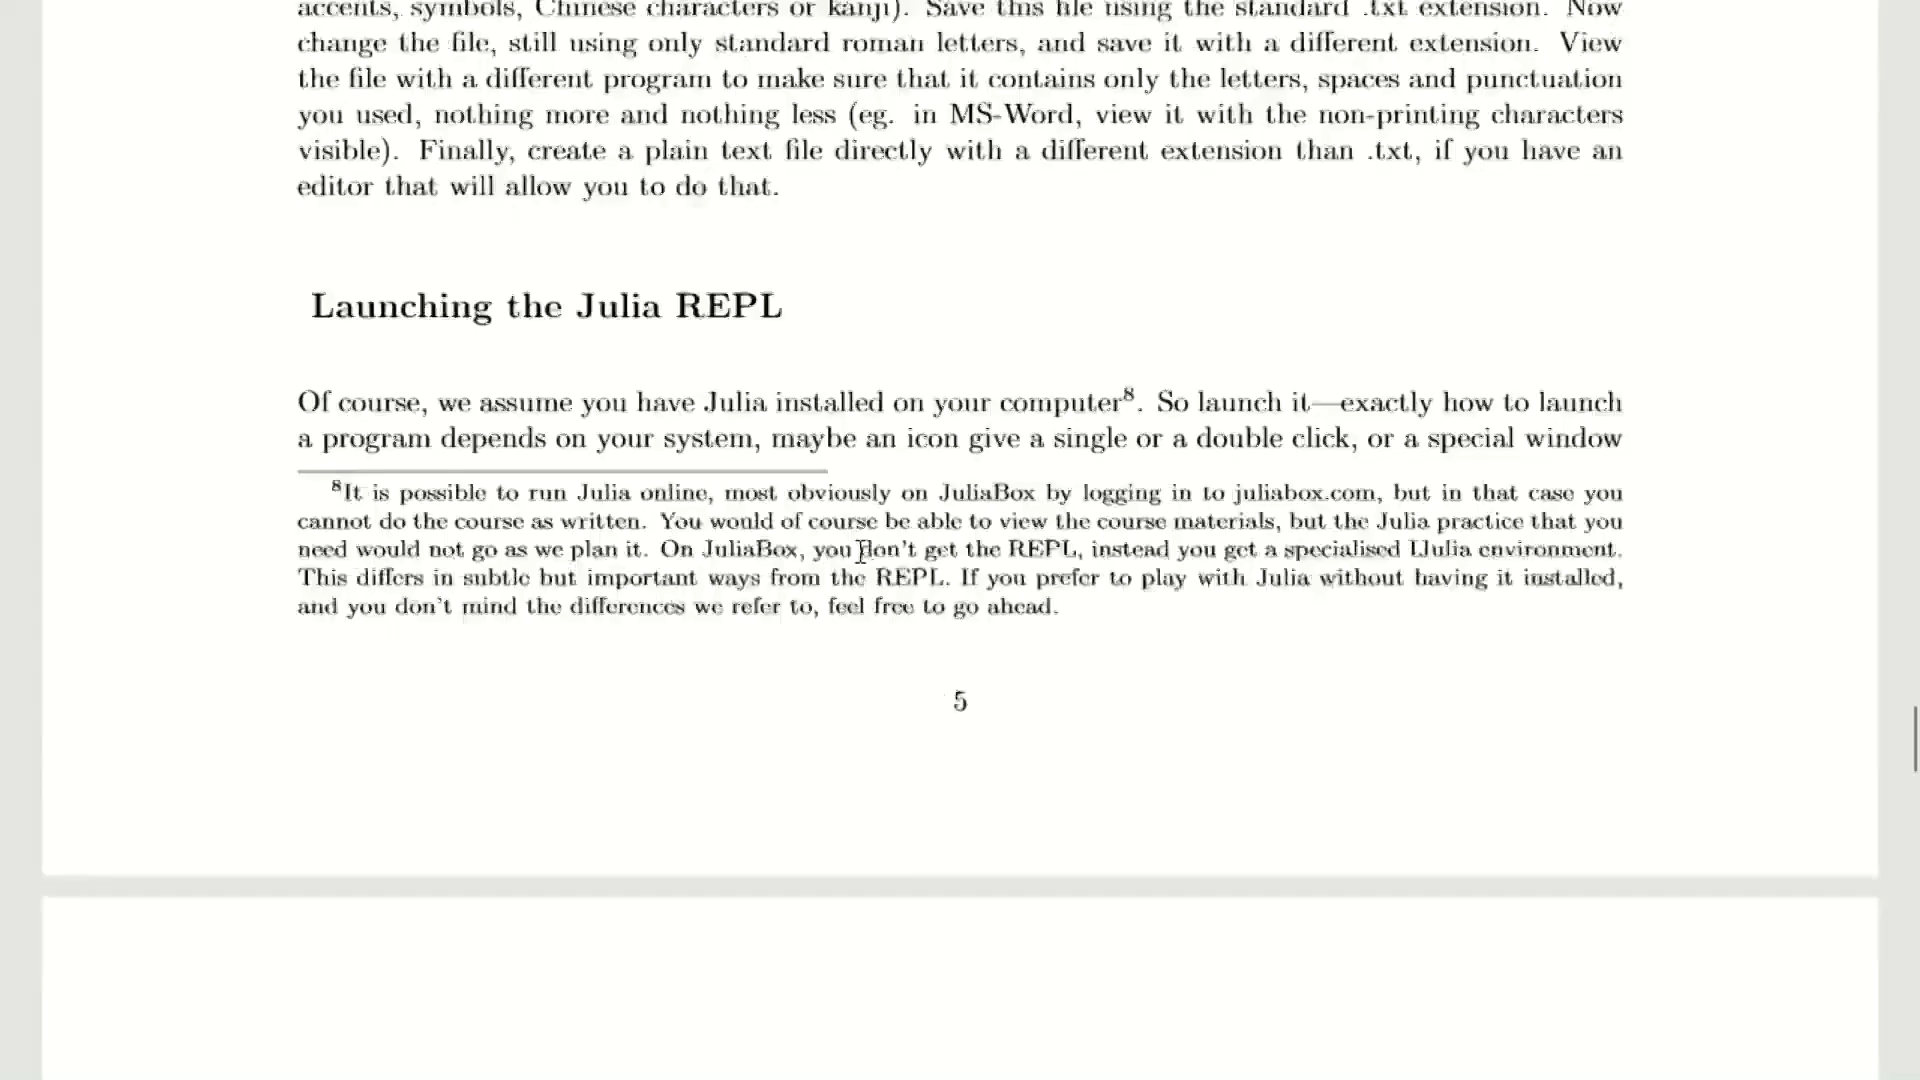 accents, symbols, Chinese characters or kanji). Save this file using the standard .txt extension. Now
change the file, still using only standard roman letters, and save it with a different extension. View
the file with a different program to make sure that it contains only the letters, spaces and punctuation
you used, nothing more and nothing less (eg. in MS-Word, view it with the non-printing characters
visible). Finally, create a plain text file directly with a different extension than .txt, if you have an
editor that will allow you to do that.
Launching the Julia REPL
Of course, we assume you have Julia installed on your computer⁸. So launch it—exactly how to launch
a program depends on your system, maybe an icon give a single or a double click, or a special window
⁸It is possible to run Julia online, most obviously on JuliaBox by logging in to juliabox.com, but in that case you
cannot do the course as written. You would of course be able to view the course materials, but the Julia practice that you
need would not go as we plan it. On JuliaBox, you don't get the REPL, instead you get a specialised IJulia environment.
This differs in subtle but important ways from the REPL. If you prefer to play with Julia without having it installed,
and you don't mind the differences we refer to, feel free to go ahead.
5